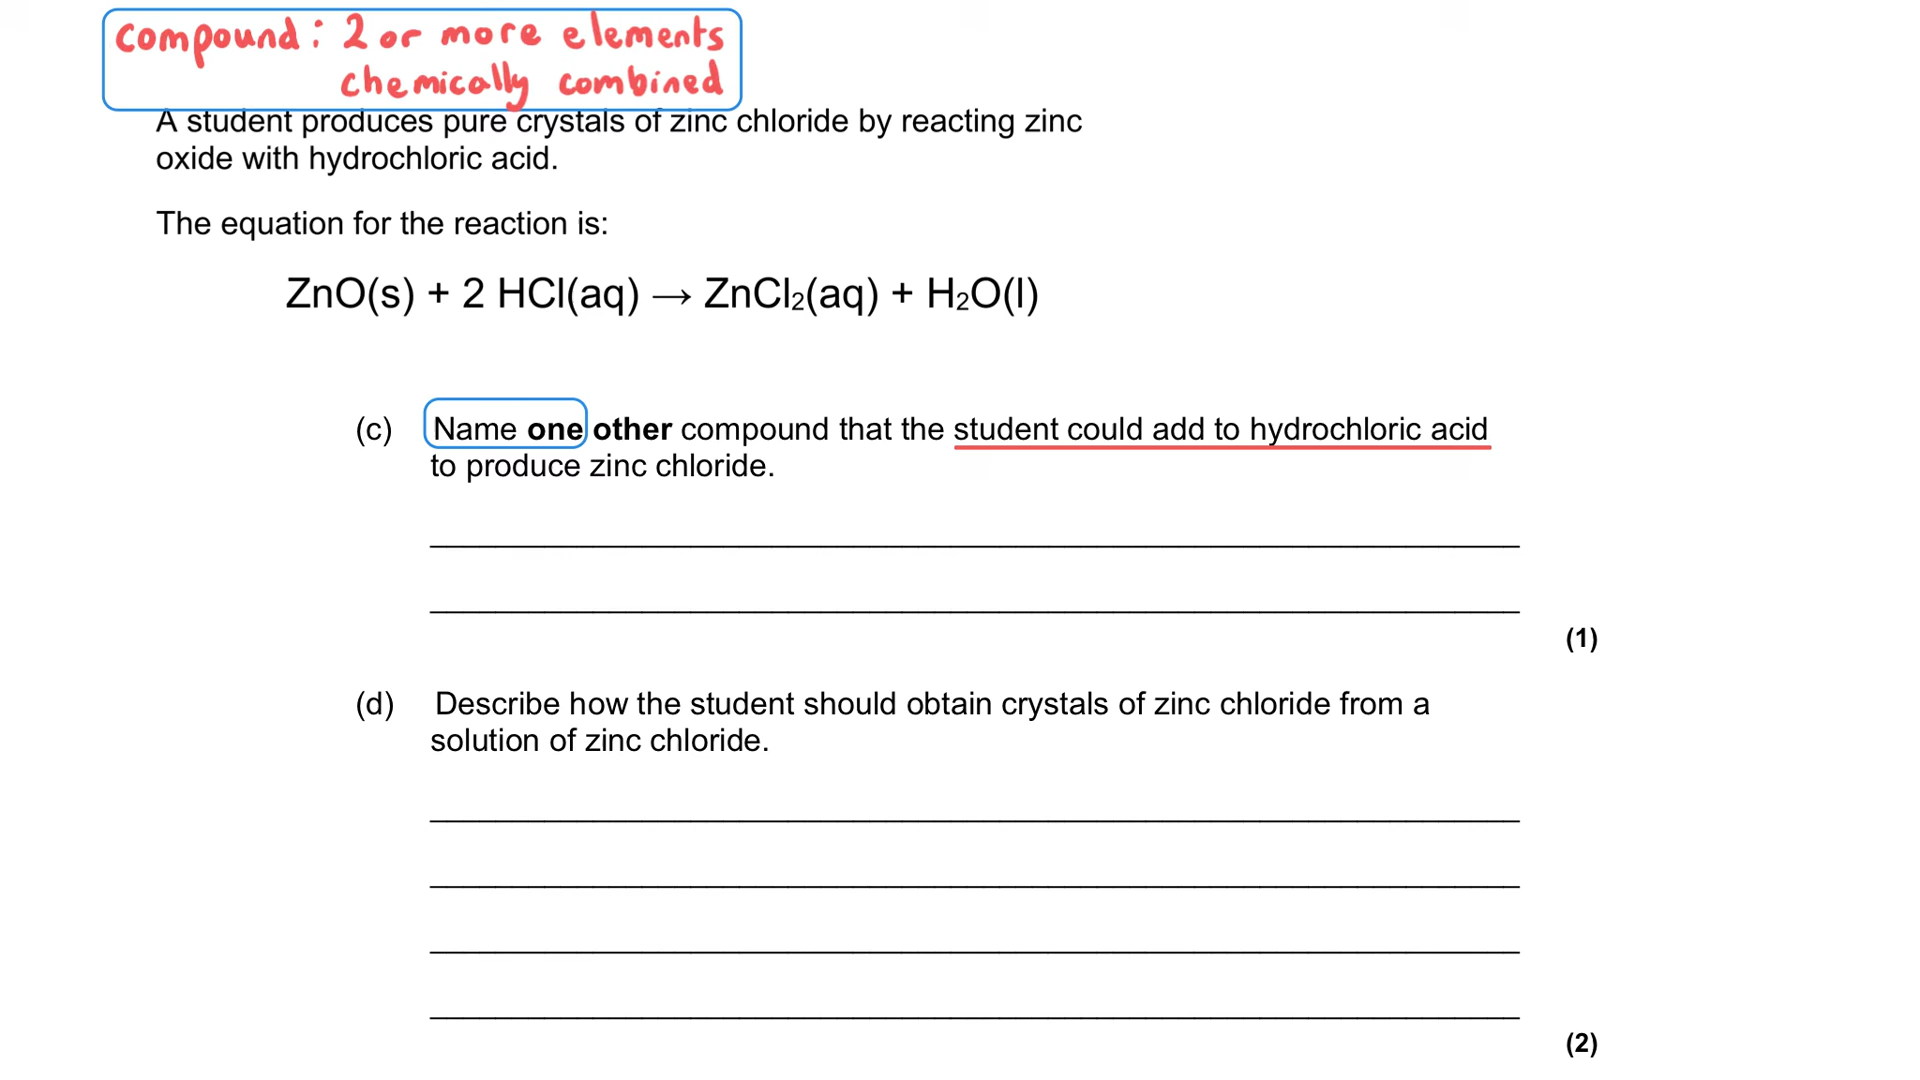 compound: 2 or more elements
chemically combined
A student produces pure crystals of zinc chloride by reacting zinc
oxide with hydrochloric acid.
The equation for the reaction is:
ZnO(s) + 2 HCl(aq) → ZnCl₂(aq) + H₂O(l)
(c) Name one other compound that the student could add to hydrochloric acid
to produce zinc chloride.
(1)
(d) Describe how the student should obtain crystals of zinc chloride from a
solution of zinc chloride.
(2)